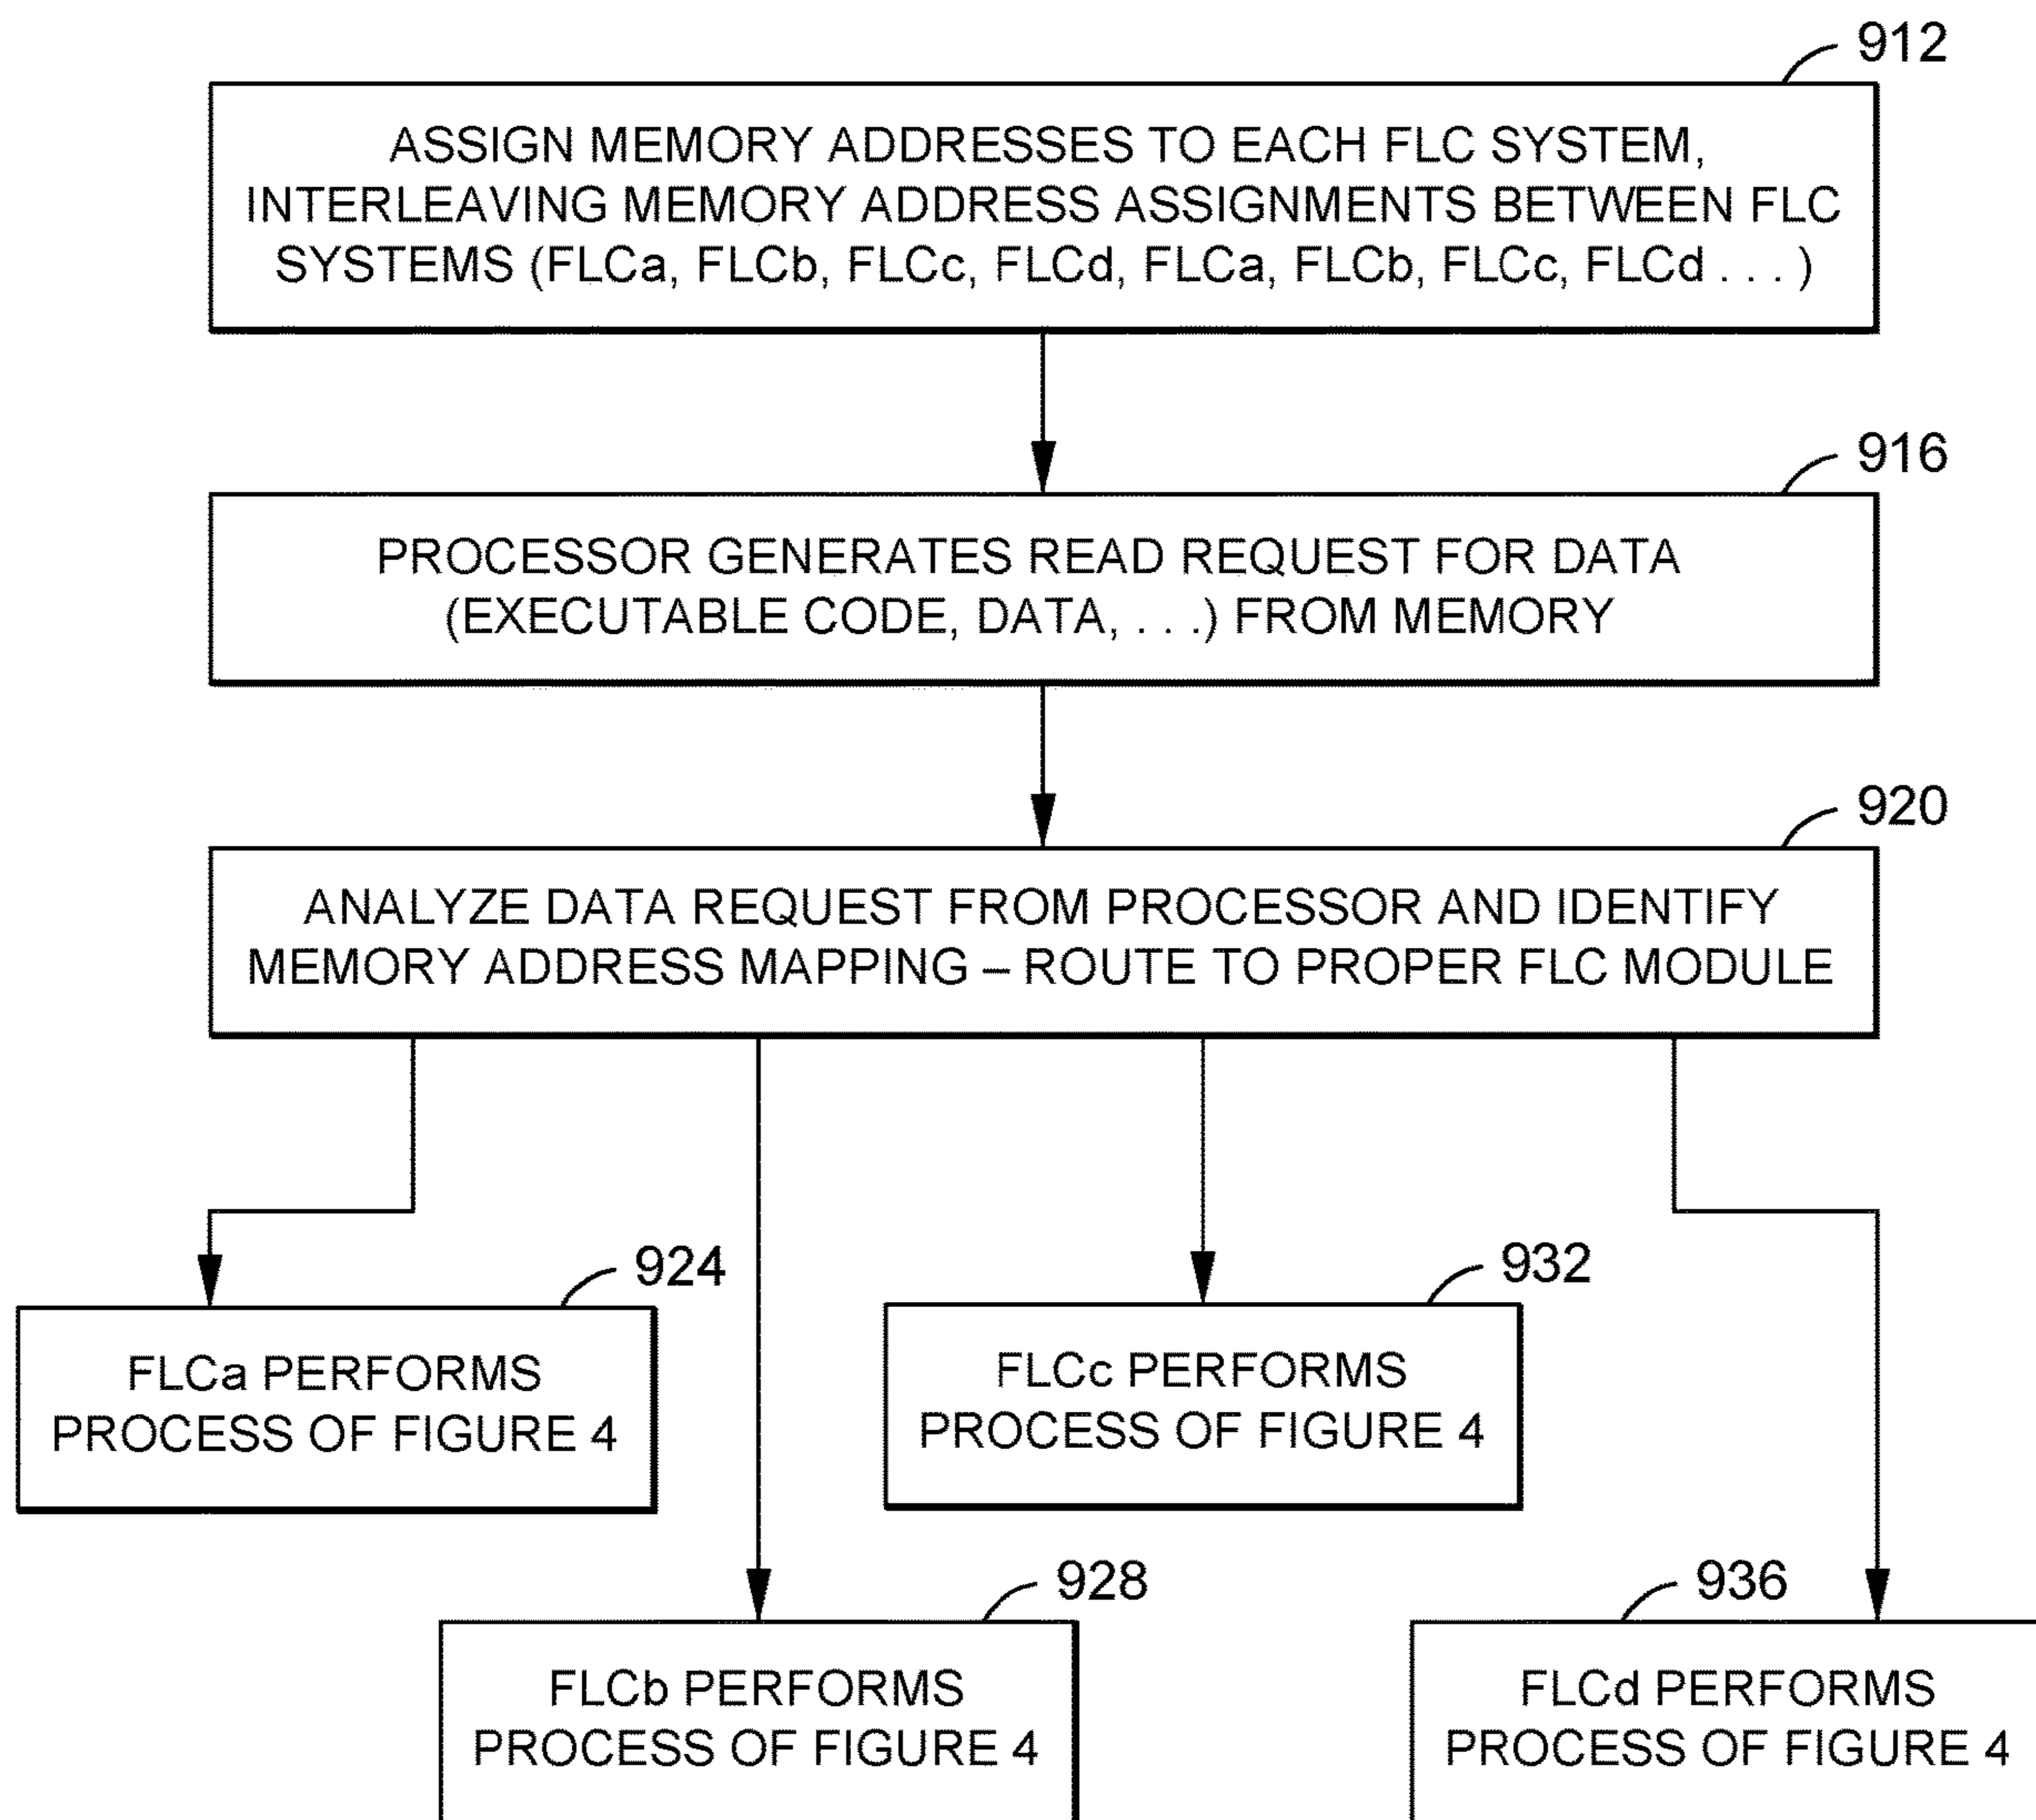 912
ASSIGN MEMORY ADDRESSES TO EACH FLC SYSTEM,
INTERLEAVING MEMORY ADDRESS ASSIGNMENTS BETWEEN FLC
SYSTEMS (FLCa, FLCb, FLCc, FLCd, FLCa, FLCb, FLCc, FLCd . . . )
916
PROCESSOR GENERATES READ REQUEST FOR DATA
(EXECUTABLE CODE, DATA, . . .) FROM MEMORY
920
ANALYZE DATA REQUEST FROM PROCESSOR AND IDENTIFY
MEMORY ADDRESS MAPPING – ROUTE TO PROPER FLC MODULE
924
FLCa PERFORMS
PROCESS OF FIGURE 4
932
FLCc PERFORMS
PROCESS OF FIGURE 4
928
FLCb PERFORMS
PROCESS OF FIGURE 4
936
FLCd PERFORMS
PROCESS OF FIGURE 4